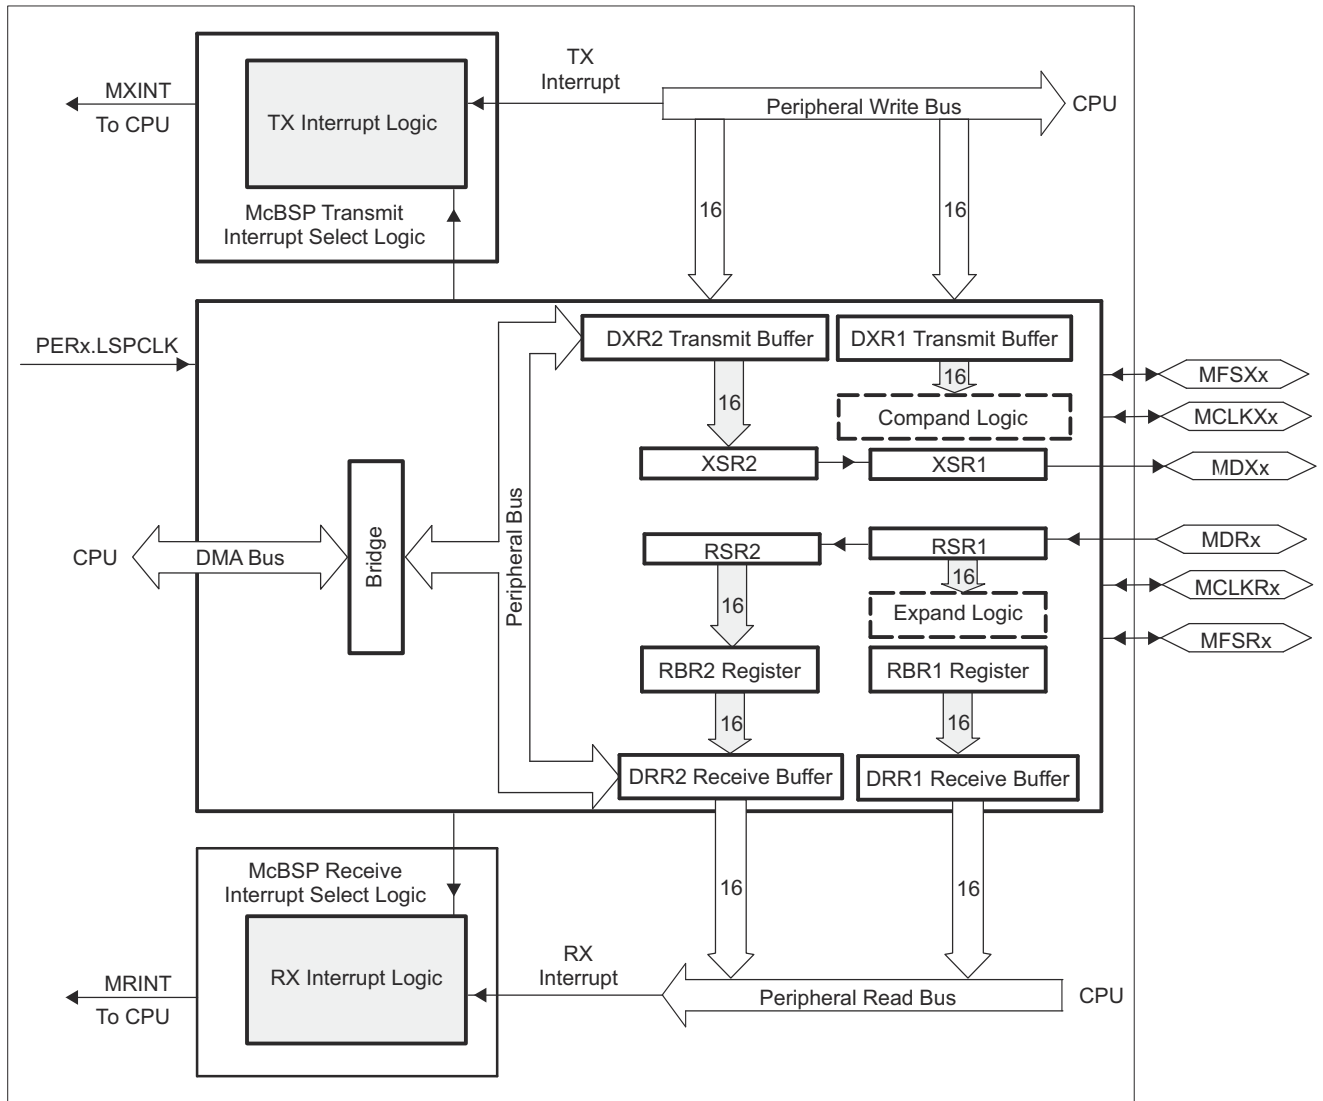 MXINT
To CPU
TX Interrupt Logic
McBSP Transmit
Interrupt Select Logic
TX
Interrupt
Peripheral Write Bus
CPU
16
16
PERx.LSPCLK
DXR2 Transmit Buffer
DXR1 Transmit Buffer
16
16
Compand Logic
XSR2
XSR1
MFSXx
MCLKXx
MDXx
CPU
DMA Bus
Bridge
Peripheral Bus
RSR2
RSR1
16
16
Expand Logic
MDRx
MCLKRx
MFSRx
RBR2 Register
RBR1 Register
16
16
DRR2 Receive Buffer
DRR1 Receive Buffer
McBSP Receive
Interrupt Select Logic
16
16
RX Interrupt Logic
MRINT
To CPU
RX
Interrupt
Peripheral Read Bus
CPU